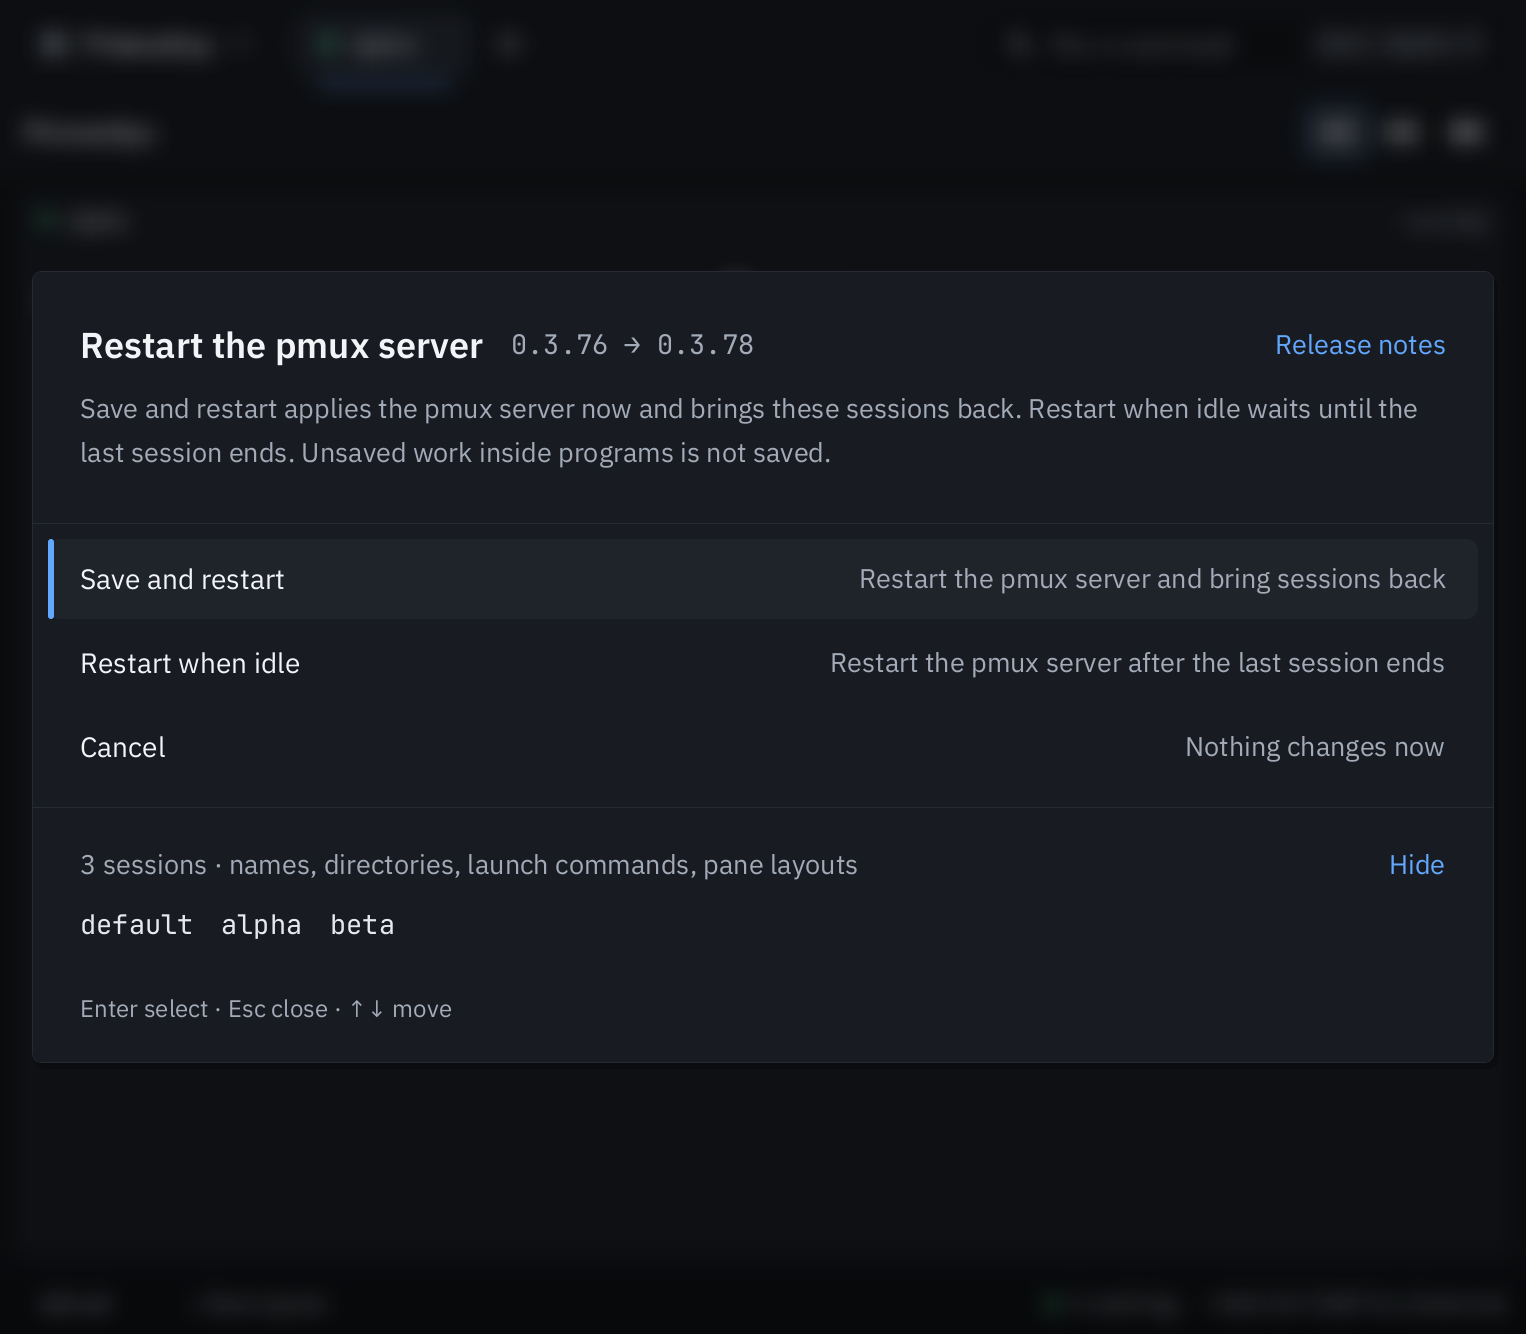 Restart the pmux server 0.3.76 → 0.3.78 Release notes
Save and restart applies the pmux server now and brings these sessions back. Restart when idle waits until the
last session ends. Unsaved work inside programs is not saved.
Save and restart Restart the pmux server and bring sessions back
Restart when idle Restart the pmux server after the last session ends
Cancel Nothing changes now
3 sessions · names, directories, launch commands, pane layouts Hide
default alpha beta
Enter select · Esc close · ↑↓ move